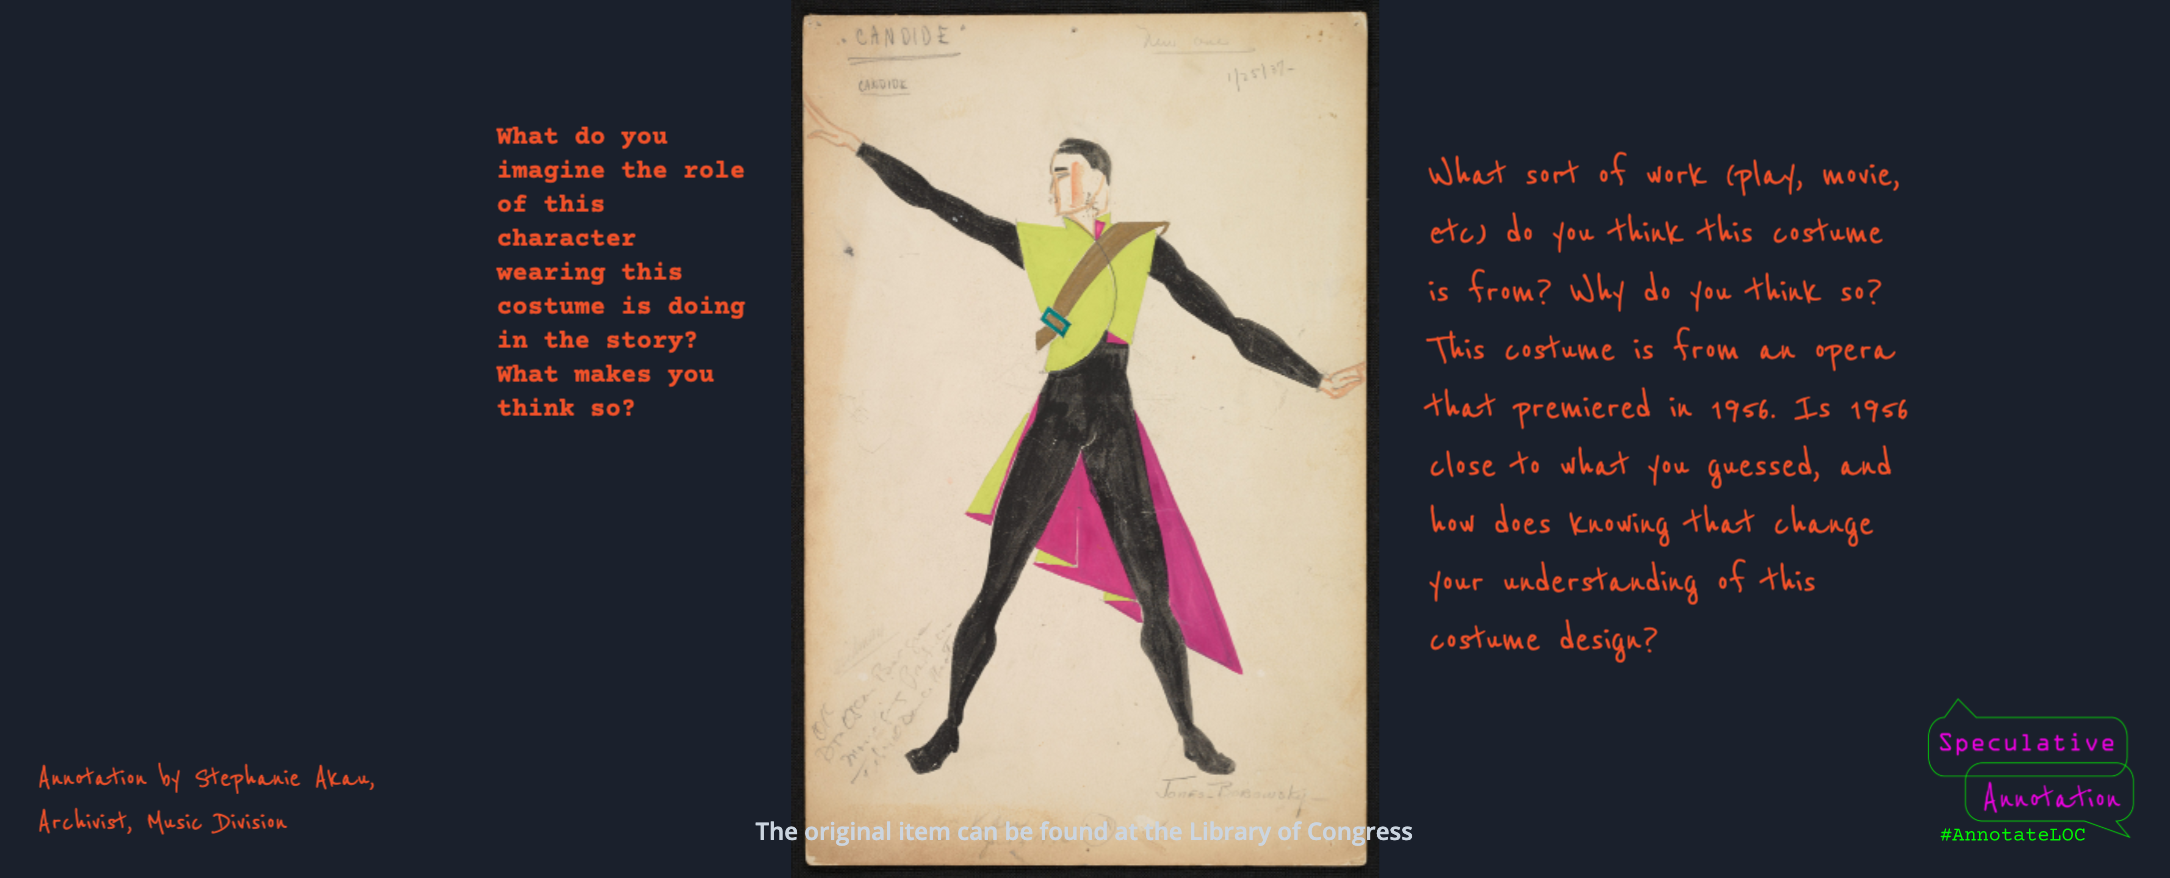 What do you
imagine the role
of this
character
wearing this
costume is doing
in the story?
What makes you
think so?
Annotation by Stephanie Akau,
Archivist, Music Division
CANDIDE
CANDIDE
1/25/37
Jones-Borowsky
The original item can be found at the Library of Congress
What sort of work (play, movie,
etc) do you think this costume
is from? Why do you think so?
This costume is from an opera
that premiered in 1956. Is 1956
close to what you guessed, and
how does knowing that change
your understanding of this
costume design?
Speculative
Annotation
#AnnotateLOC